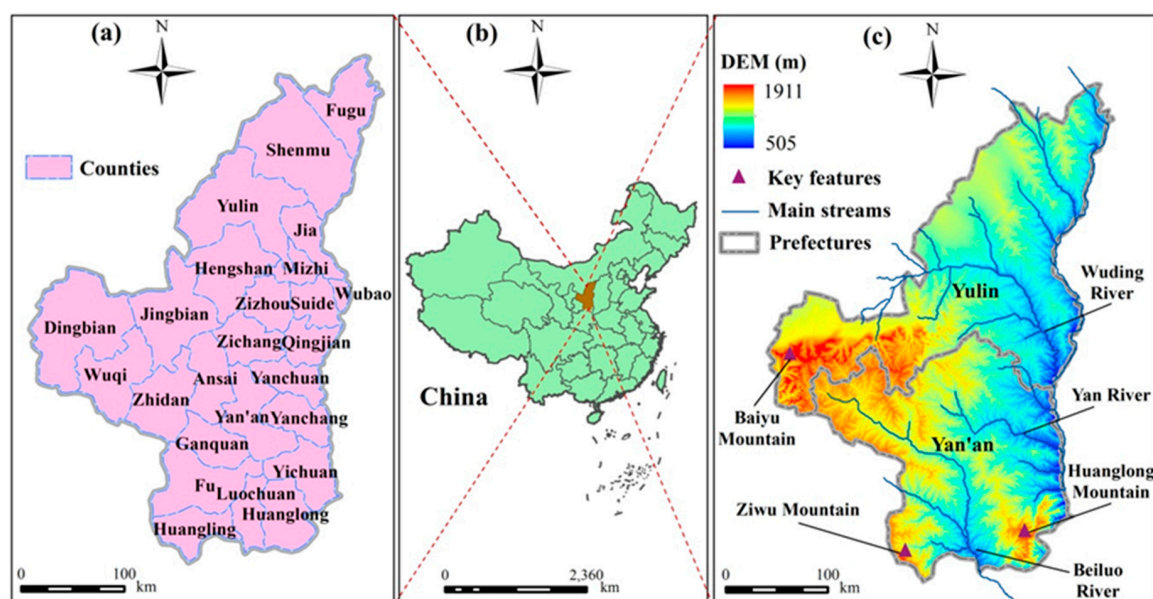 (a)
N
Fugu
Shenmu
Counties
Yulin
Jia
Hengshan
Mizhi
Wubao
Zizhou
Suide
Jingbian
Dingbian
Zichang
Qingjian
Wuqi
Ansai
Yanchuan
Zhidan
Yan'an
Yanchang
Ganquan
Yichuan
Fu
Luochuan
Huanglong
Huangling
0
100
km
(b)
N
China
0
2,360
km
(c)
N
DEM (m)
1911
505
Key features
Main streams
Prefectures
Yulin
Wuding
River
Baiyu
Mountain
Yan River
Yan'an
Huanglong
Mountain
Ziwu Mountain
Beiluo
River
0
100
km